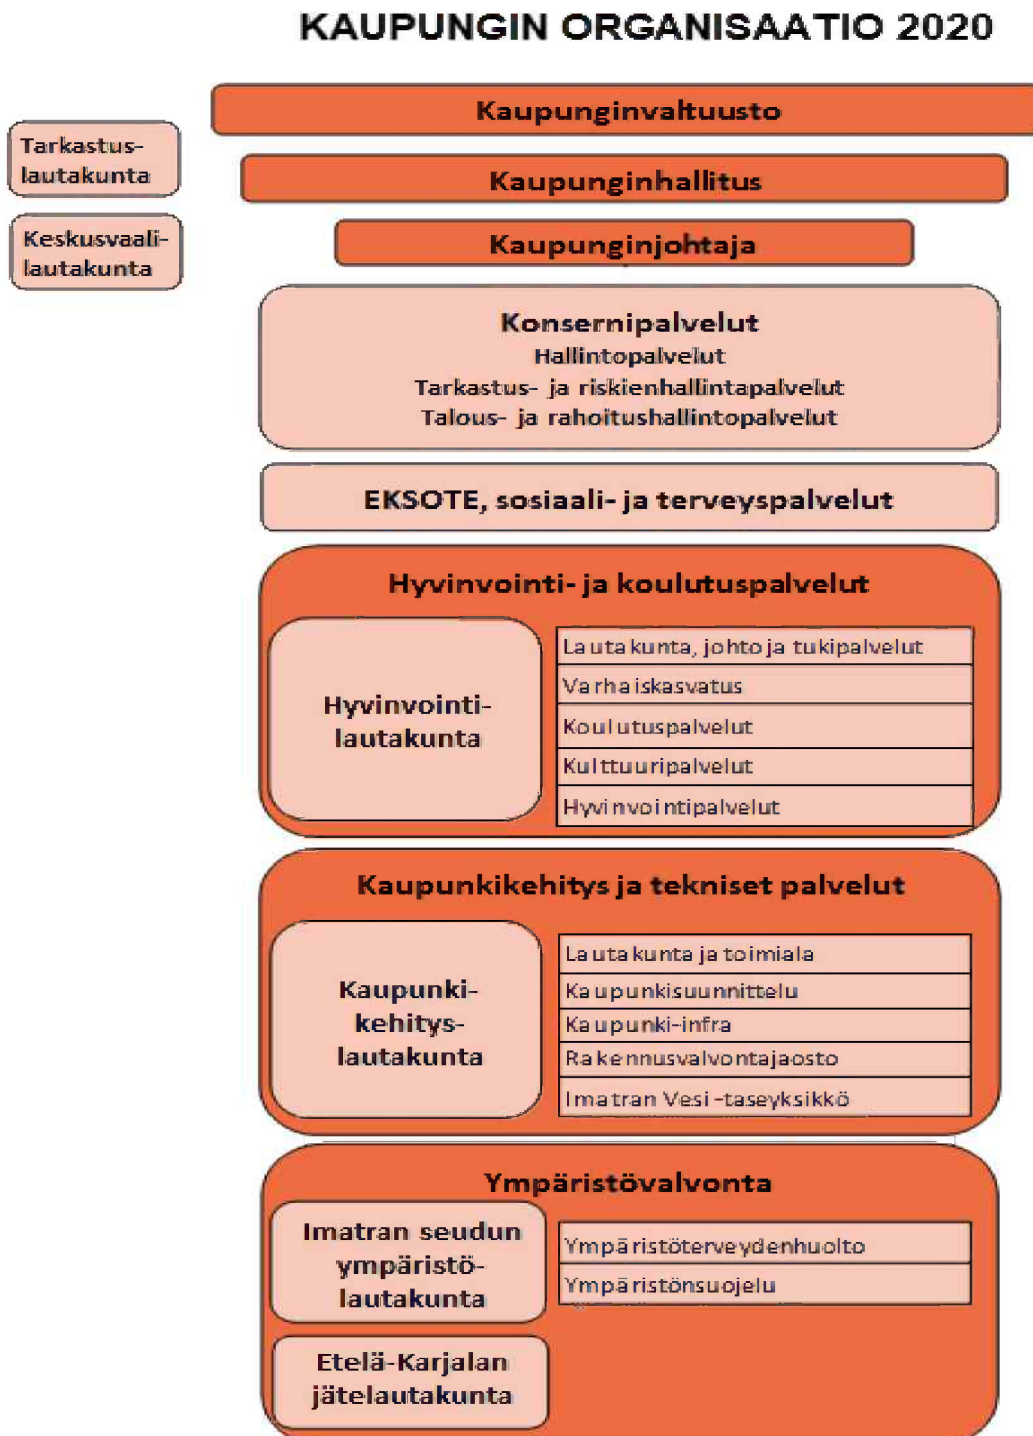 KAUPUNGIN ORGANISAATIO 2020
Kaupunginvaltuusto
Tarkastus-
lautakunta
Kaupunginhallitus
Keskusvaali-
lautakunta
Kaupunginjohtaja
Konsernipalvelut
Hallintopalvelut
Tarkastus- ja riskienhallintapalvelut
Talous- ja rahoitushallintopalvelut
EKSOTE, sosiaali- ja terveyspalvelut
Hyvinvointi- ja koulutuspalvelut
Hyvinvointi-
lautakunta
Lautakunta, johto ja tukipalvelut
Varhaiskasvatus
Koulutuspalvelut
Kulttuuripalvelut
Hyvinvointipalvelut
Kaupunkikehitys ja tekniset palvelut
Kaupunki-
kehitys-
lautakunta
Lautakunta ja toimiala
Kaupunkisuunnittelu
Kaupunki-infra
Rakennusvalvontajaosto
Imatran Vesi -taseyksikkö
Ympäristövalvonta
Imatran seudun
ympäristö-
lautakunta
Ympäristöterveydenhuolto
Ympäristönsuojelu
Etelä-Karjalan
jätelautakunta